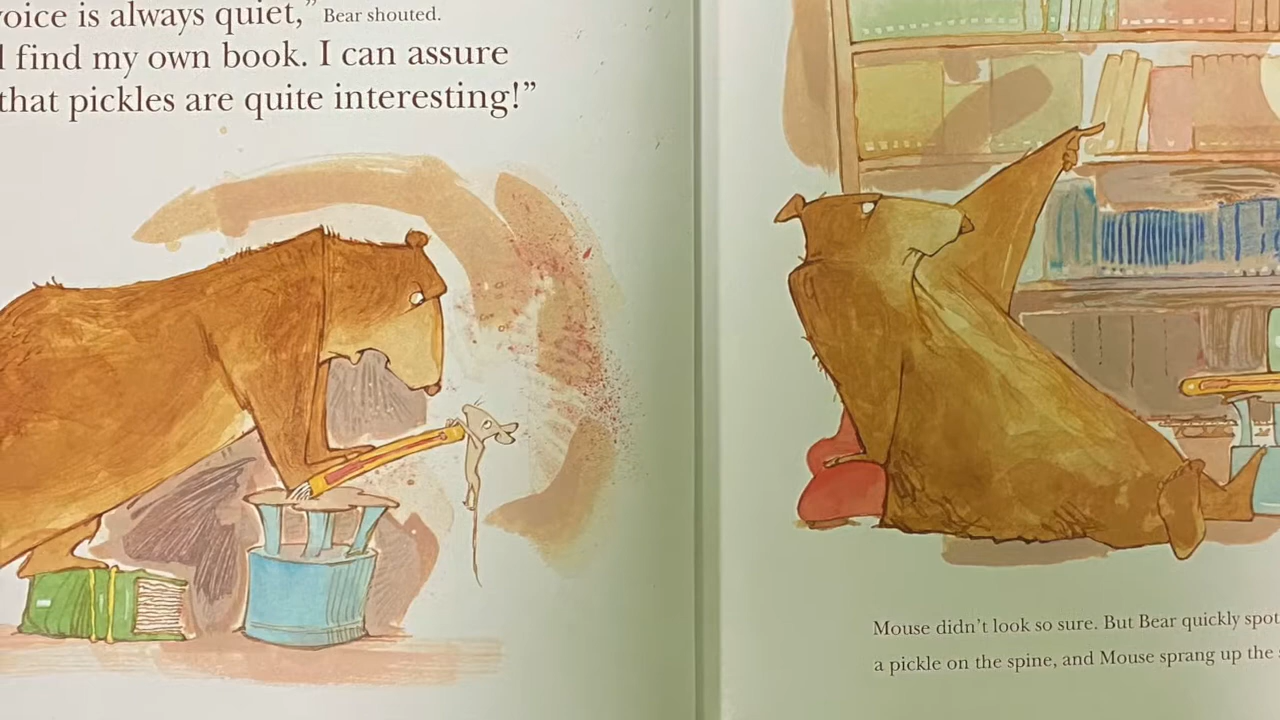 voice is always quiet,” Bear shouted.
find my own book. I can assure
that pickles are quite interesting!”
Mouse didn’t look so sure. But Bear quickly spot
a pickle on the spine, and Mouse sprang up the